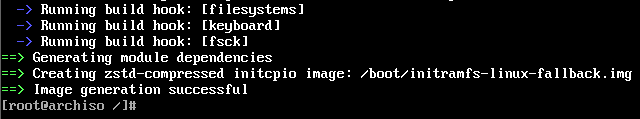 -> Running build hook: [filesystems]
-> Running build hook: [keyboard]
-> Running build hook: [fsck]
==> Generating module dependencies
==> Creating zstd-compressed initcpio image: /boot/initramfs-linux-fallback.img
==> Image generation successful
[root@archiso /]#